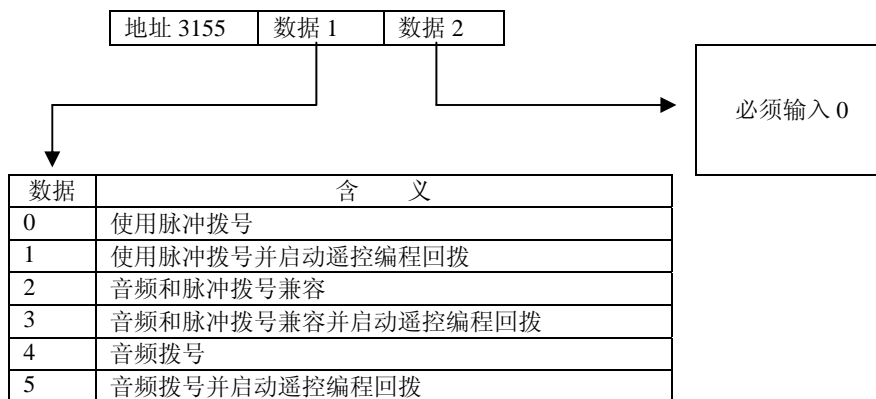 地址 3155 数据 1 数据 2
必须输入 0
数据 含 义
0 使用脉冲拨号
1 使用脉冲拨号并启动遥控编程回拨
2 音频和脉冲拨号兼容
3 音频和脉冲拨号兼容并启动遥控编程回拨
4 音频拨号
5 音频拨号并启动遥控编程回拨